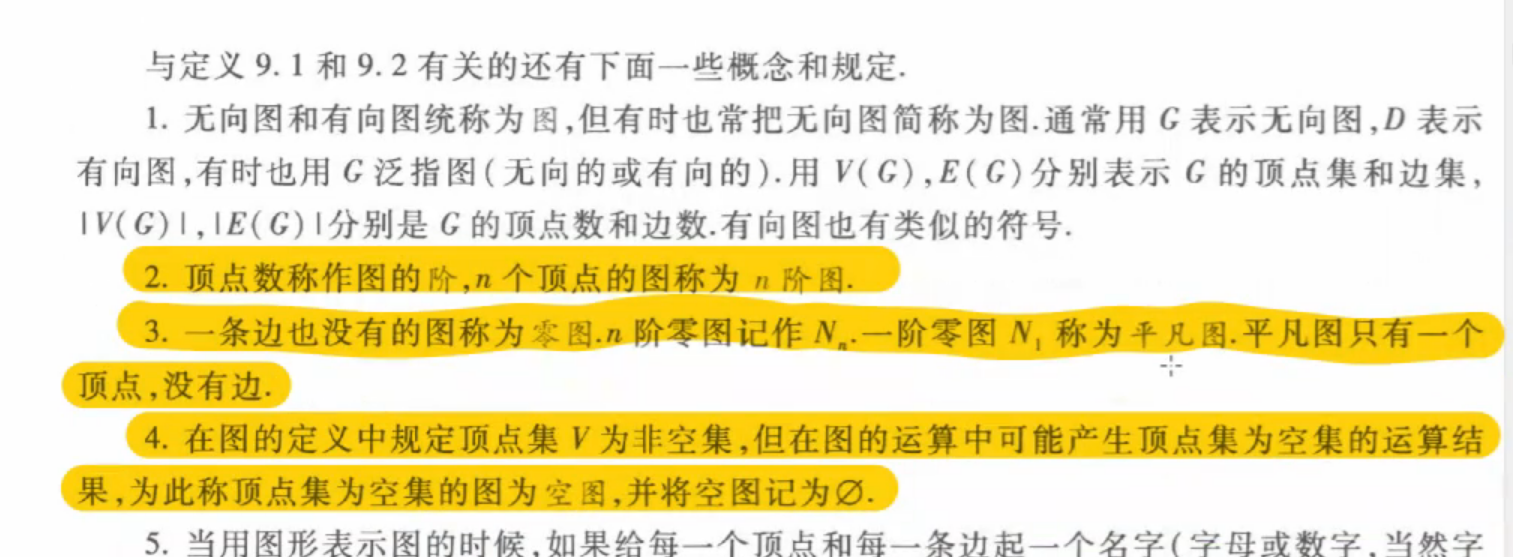 与定义 9.1 和 9.2 有关的还有下面一些概念和规定.
1. 无向图和有向图统称为图,但有时也常把无向图简称为图.通常用 G 表示无向图,D 表示
有向图,有时也用 G 泛指图(无向的或有向的).用 V(G),E(G)分别表示 G 的顶点集和边集,
|V(G)|,|E(G)|分别是 G 的顶点数和边数.有向图也有类似的符号.
2. 顶点数称作图的阶,n 个顶点的图称为 n 阶图.
3. 一条边也没有的图称为零图.n 阶零图记作 Nₙ.一阶零图 N₁ 称为平凡图.平凡图只有一个
顶点,没有边.
4. 在图的定义中规定顶点集 V 为非空集,但在图的运算中可能产生顶点集为空集的运算结
果,为此称顶点集为空集的图为空图,并将空图记为∅.
5. 当用图形表示图的时候,如果给每一个顶点和每一条边起一个名字(字母或数字,当然字